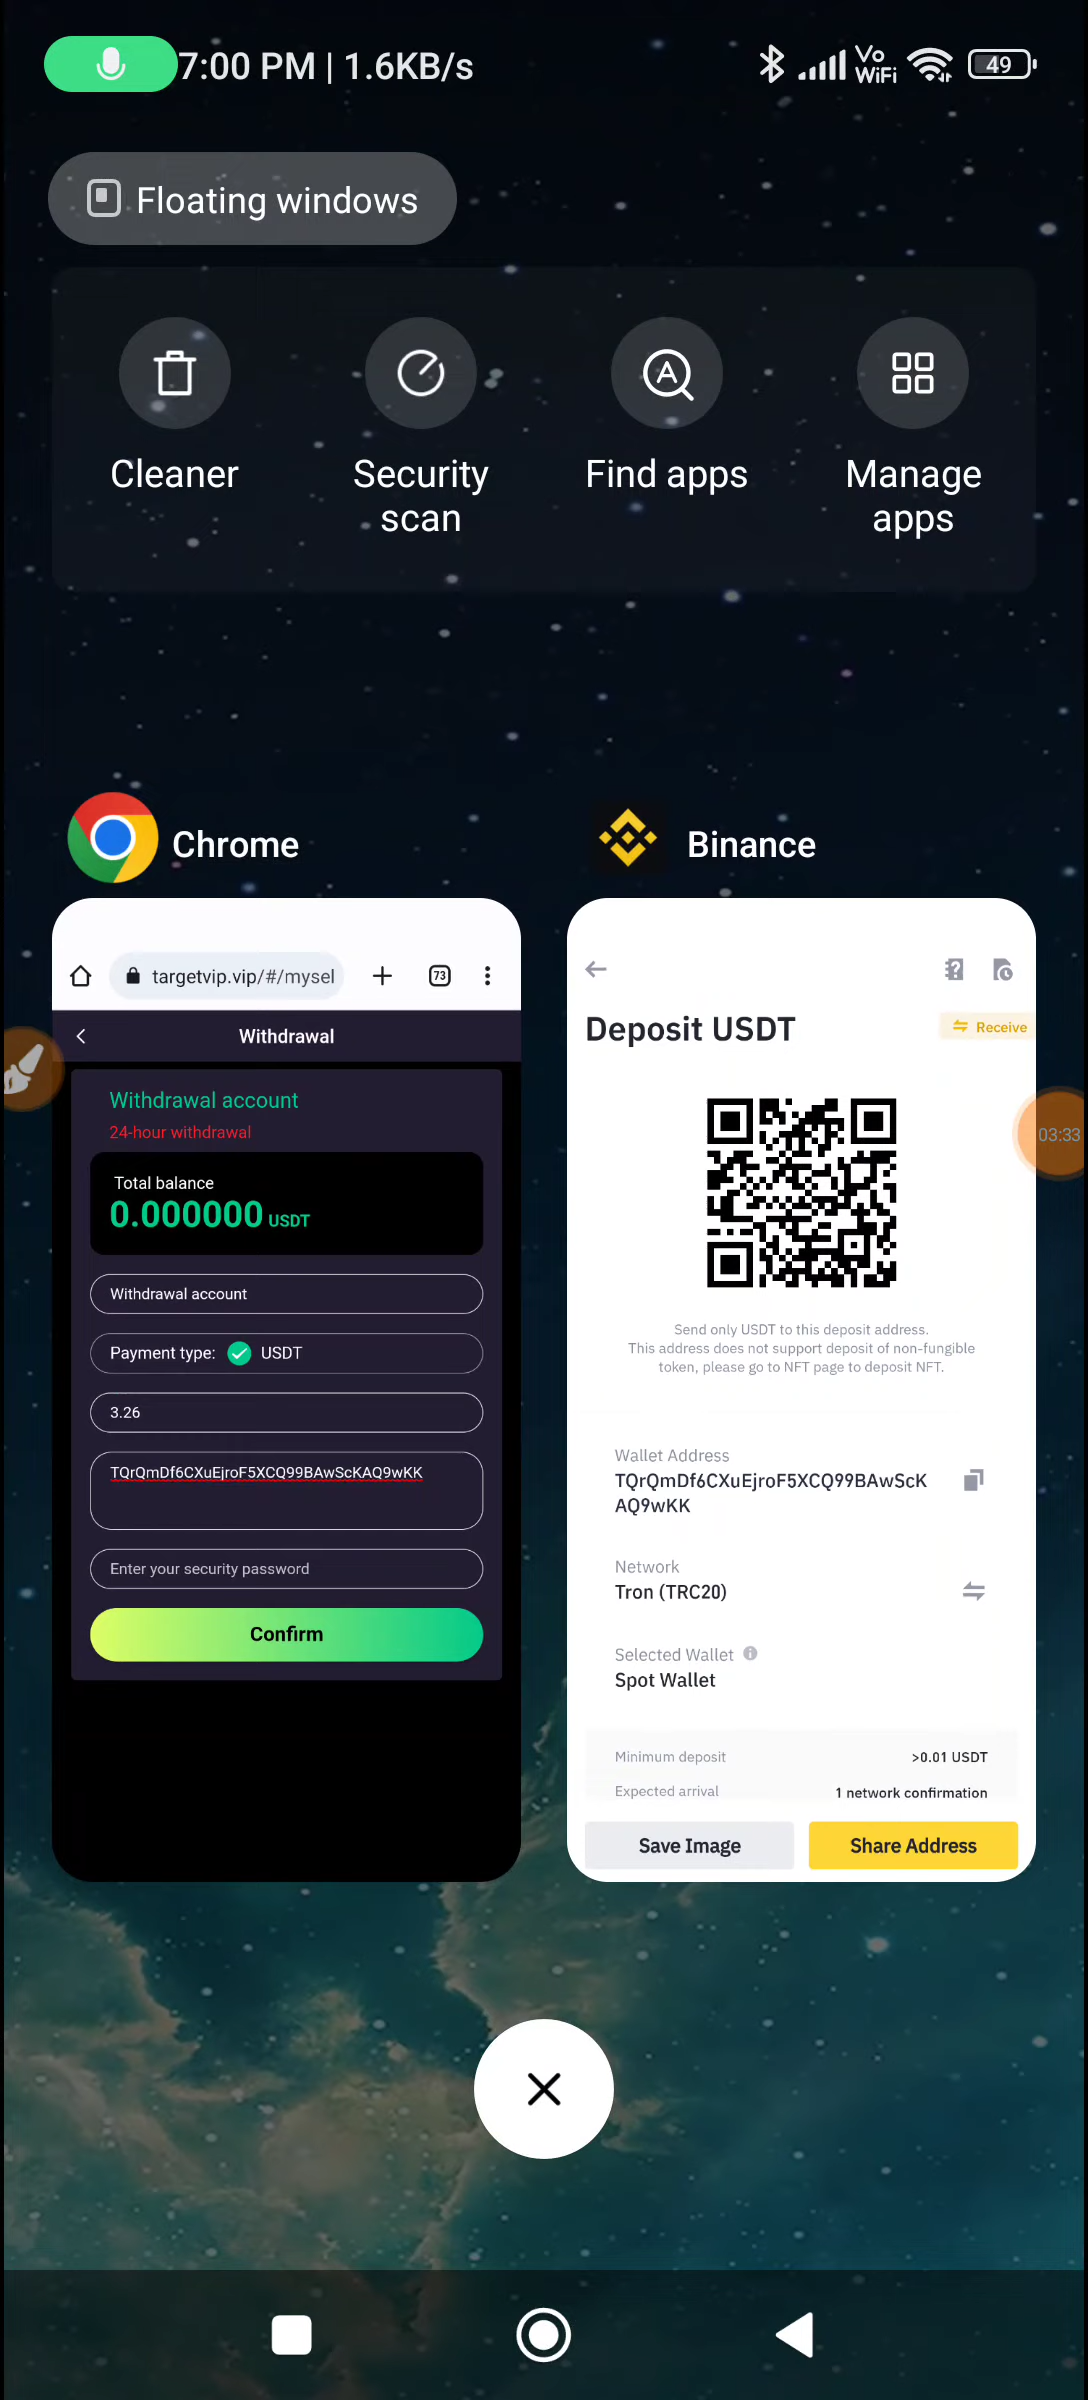 7:00 PM | 1.6KB/s
Vo
WiFi
49
Floating windows
Cleaner
Security
scan
Find apps
Manage
apps
Chrome
targetvip.vip/#/mysel
73
Withdrawal
Withdrawal account
24-hour withdrawal
Total balance
0.000000 USDT
Withdrawal account
Payment type: USDT
3.26
TQrQmDf6CXuEjroF5XCQ99BAwScKAQ9wKK
Enter your security password
Confirm
Binance
Deposit USDT
Receive
Send only USDT to this deposit address.
This address does not support deposit of non-fungible
token, please go to NFT page to deposit NFT.
Wallet Address
TQrQmDf6CXuEjroF5XCQ99BAwScK
AQ9wKK
Network
Tron (TRC20)
Selected Wallet
Spot Wallet
Minimum deposit >0.01 USDT
Expected arrival 1 network confirmation
Save Image
Share Address
03:33